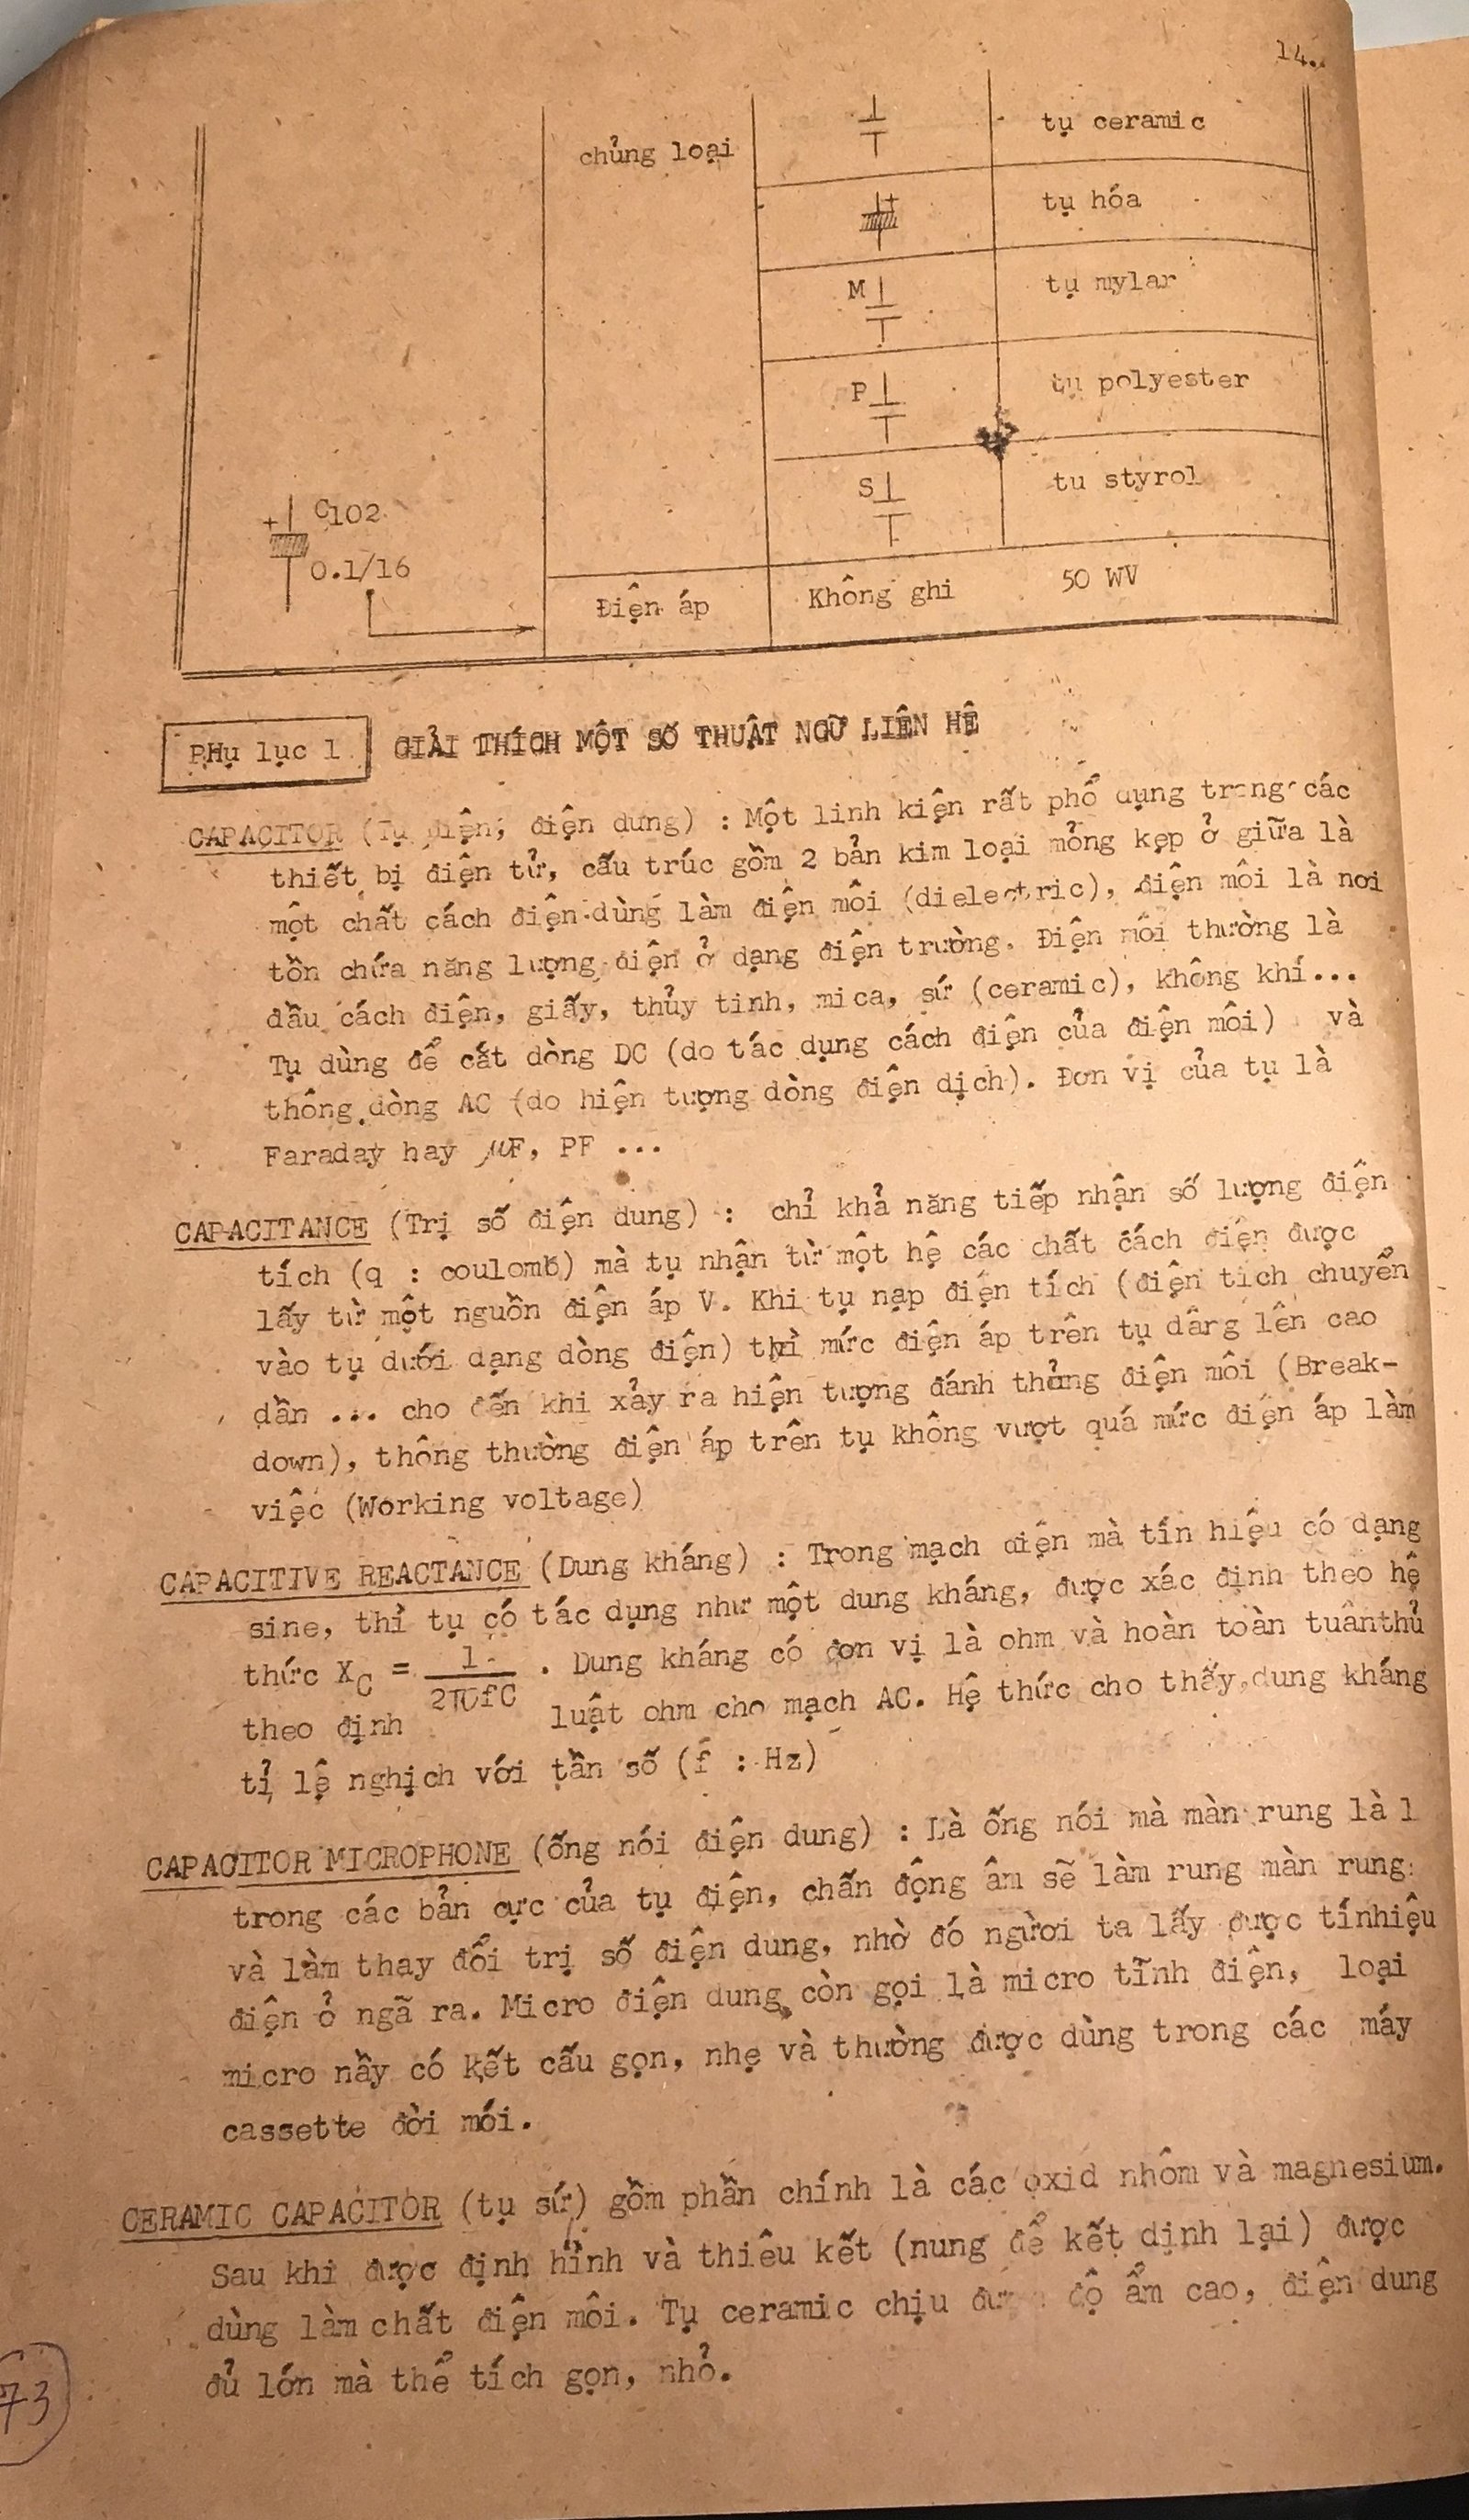 14.
chủng loại
tụ ceramic
+
tụ hóa
M
tụ mylar
P
tụ polyester
S
tu styrol
+ C102
0.1/16
Điện áp
Không ghi
50 WV
PHụ lục 1
GIẢI THÍCH MỘT SỐ THUẬT NGỮ LIÊN HỆ
CAPACITOR (Tụ điện, điện dung) : Một linh kiện rất phổ dụng trong các
thiết bị điện tử, cấu trúc gồm 2 bản kim loại mỏng kẹp ở giữa là
một chất cách điện dùng làm điện môi (dielectric), điện môi là nơi
tồn chứa năng lượng điện ở dạng điện trường. Điện môi thường là
dầu cách điện, giấy, thủy tinh, mica, sứ (ceramic), không khí...
Tụ dùng để cắt dòng DC (do tác dụng cách điện của điện môi) và
thông dòng AC (do hiện tượng dòng điện dịch). Đơn vị của tụ là
Faraday hay µF, PF ...
CAPACITANCE (Trị số điện dung) : chỉ khả năng tiếp nhận số lượng điện
tích (q : coulomb) mà tụ nhận từ một hệ các chất cách điện được
lấy từ một nguồn điện áp V. Khi tụ nạp điện tích (điện tích chuyển
vào tụ dưới dạng dòng điện) thì mức điện áp trên tụ dâng lên cao
dần ... cho đến khi xảy ra hiện tượng đánh thủng điện môi (Break-
down), thông thường điện áp trên tụ không vượt quá mức điện áp làm
việc (Working voltage)
CAPACITIVE REACTANCE (Dung kháng) : Trong mạch điện mà tín hiệu có dạng
sine, thì tụ có tác dụng như một dung kháng, được xác định theo hệ
thức XC = 1/2πfC . Dung kháng có đơn vị là ohm và hoàn toàn tuânthủ
theo định luật ohm cho mạch AC. Hệ thức cho thấy,dung kháng
tỉ lệ nghịch với tần số (f : Hz)
CAPACITOR MICROPHONE (ống nói điện dung) : Là ống nói mà màn rung là 1
trong các bản cực của tụ điện, chấn động âm sẽ làm rung màn rung
và làm thay đổi trị số điện dung, nhờ đó người ta lấy được tínhiệu
điện ở ngã ra. Micro điện dung còn gọi là micro tĩnh điện, loại
micro nầy có kết cấu gọn, nhẹ và thường được dùng trong các máy
cassette đời mới.
CERAMIC CAPACITOR (tụ sứ) gồm phần chính là các oxid nhôm và magnesium.
Sau khi được định hình và thiêu kết (nung để kết dịnh lại) được
dùng làm chất điện môi. Tụ ceramic chịu độ ẩm cao, điện dung
đủ lớn mà thể tích gọn, nhỏ.
73